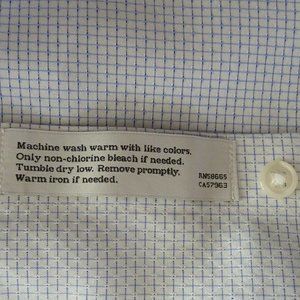 Machine wash warm with like colors.
Only non-chlorine bleach if needed.
Tumble dry low. Remove promptly.
Warm iron if needed.
RN58665
CA57963